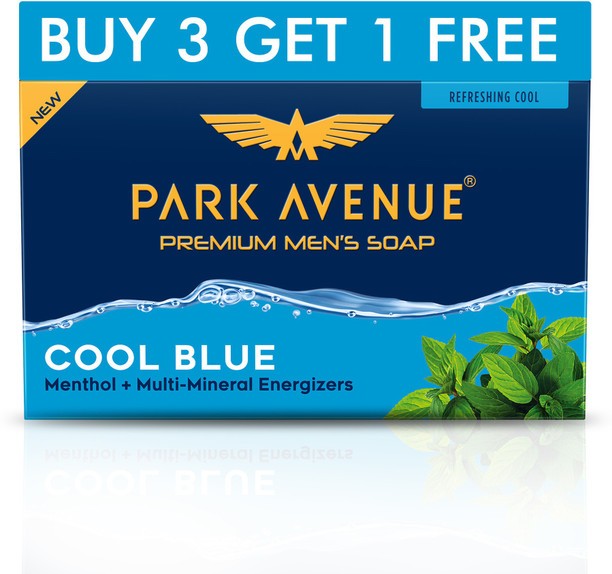 BUY 3 GET 1 FREE
NEW
REFRESHING COOL
PARK AVENUE®
PREMIUM MEN'S SOAP
COOL BLUE
Menthol + Multi-Mineral Energizers